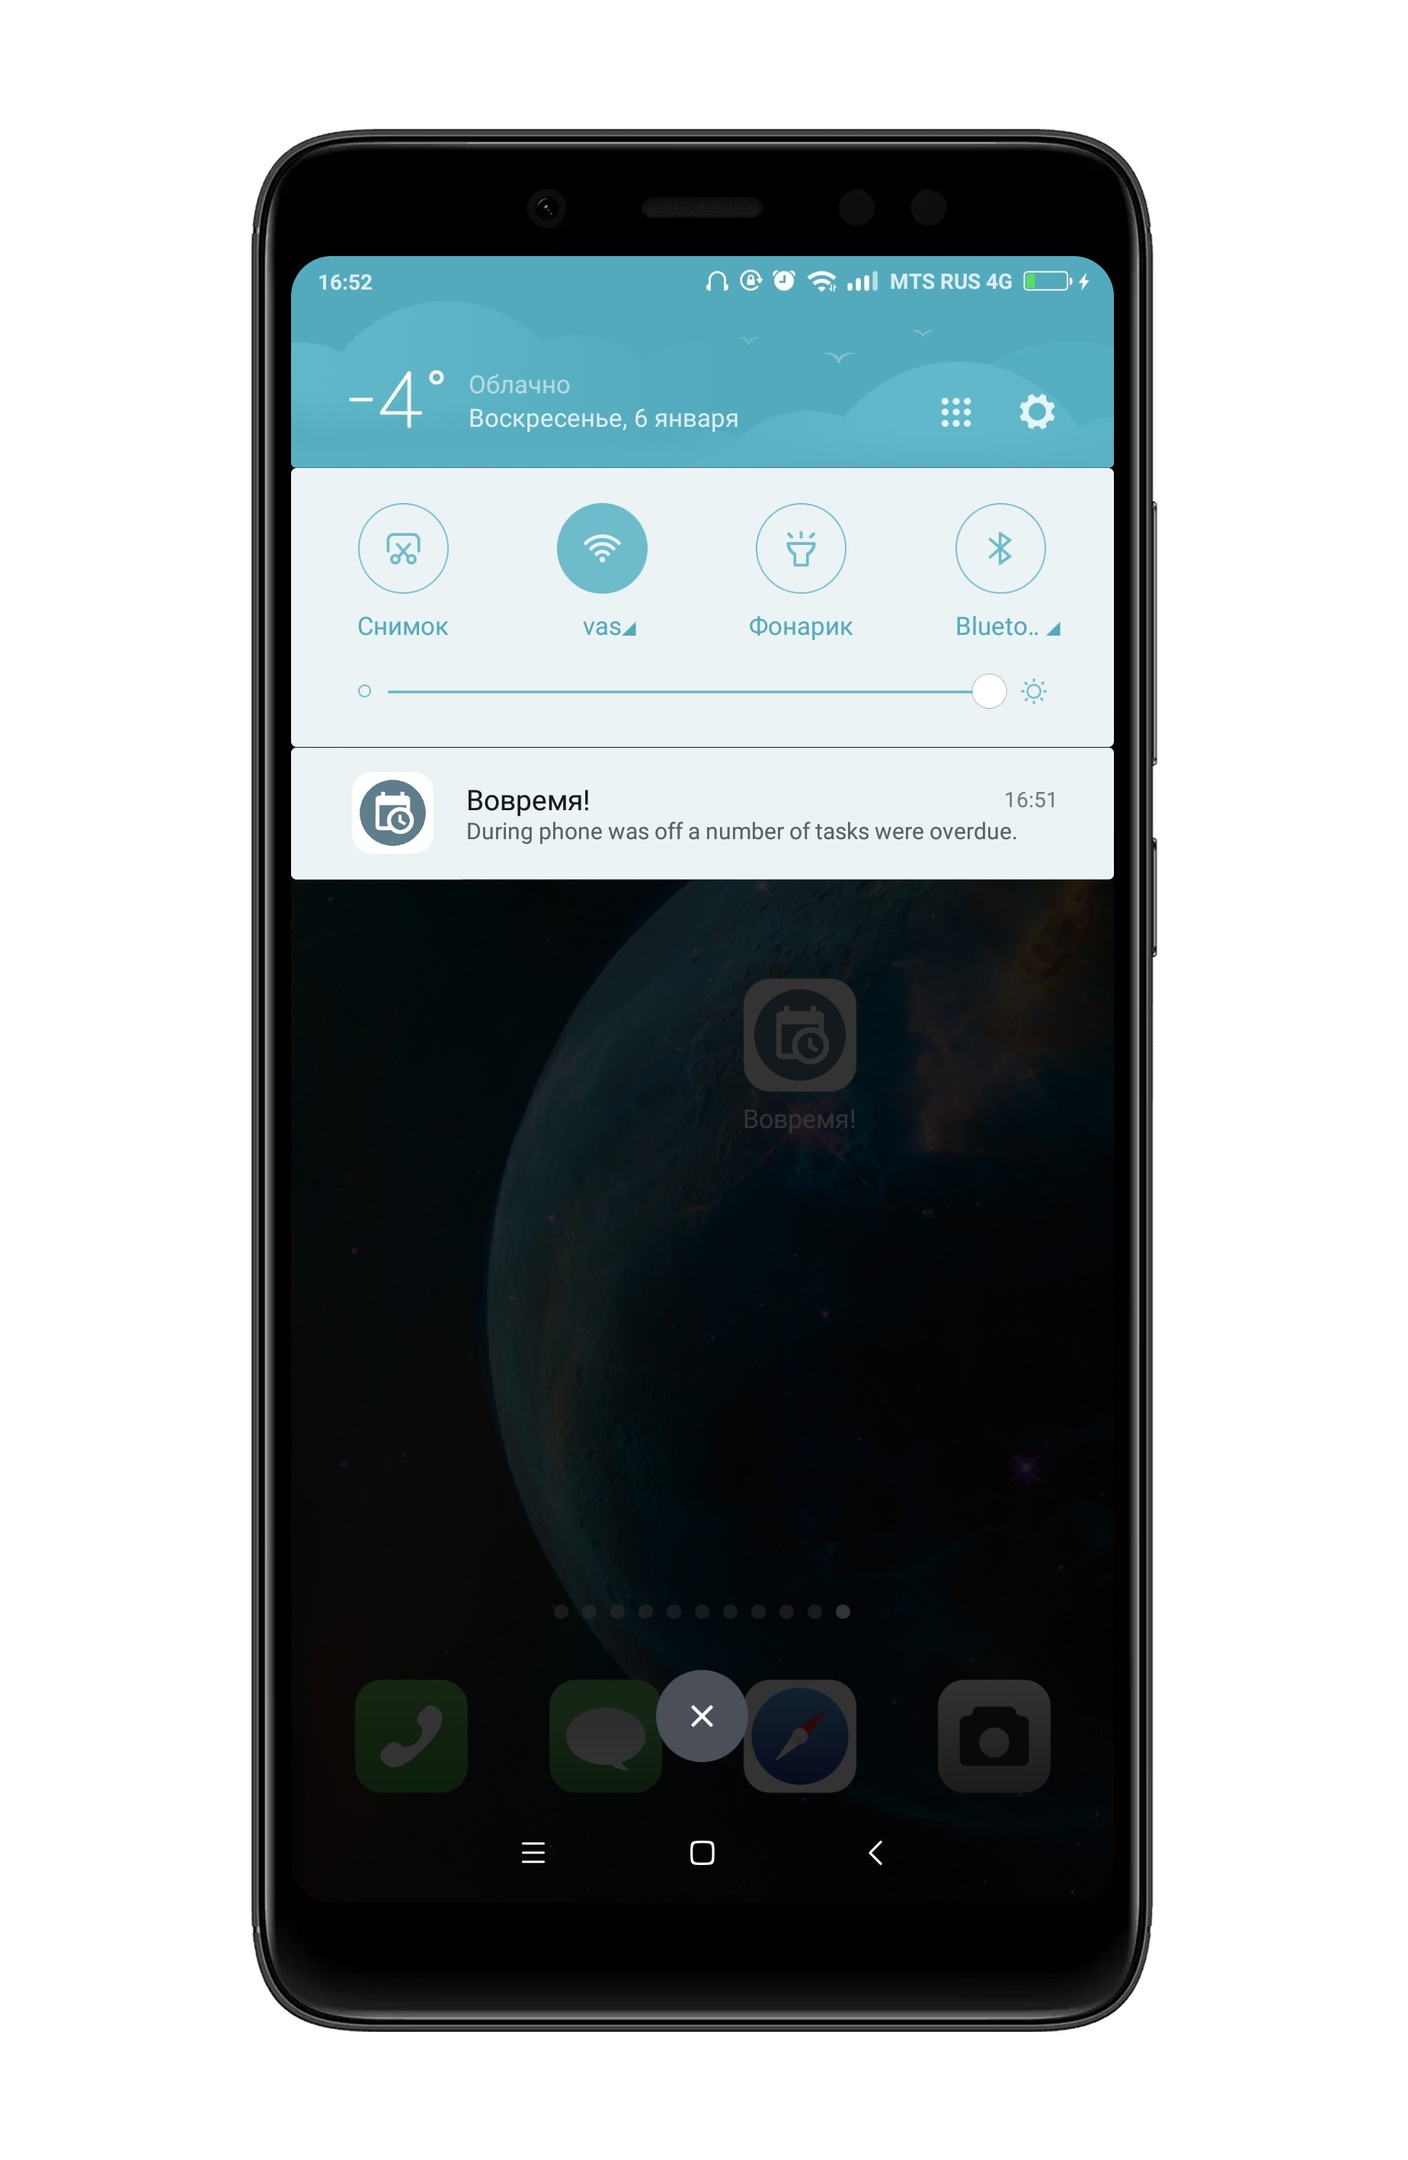 16:52
MTS RUS 4G
-4°
Облачно
Воскресенье, 6 января
Снимок
vas
Фонарик
Blueto..
Вовремя!
16:51
During phone was off a number of tasks were overdue.
Вовремя!